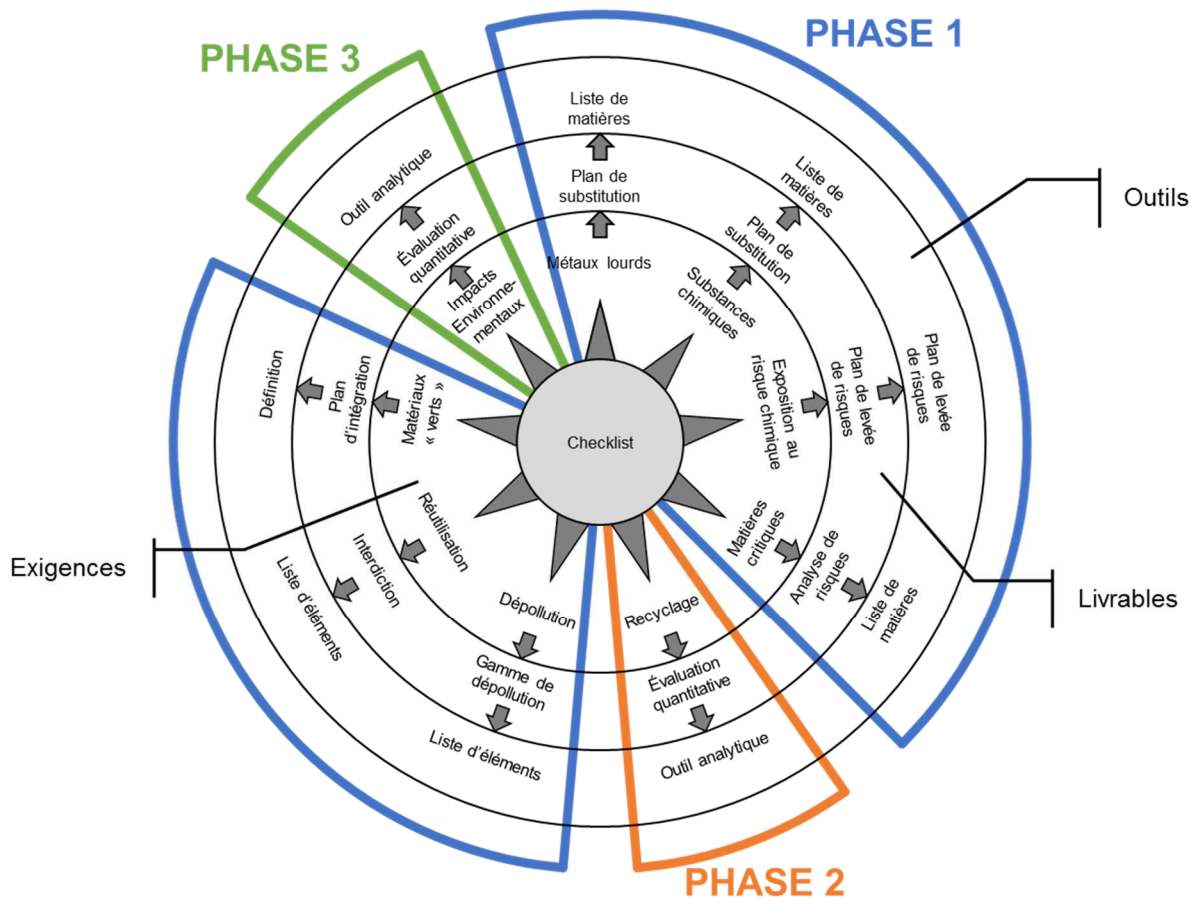 PHASE 1
PHASE 3
Liste de
matières
Plan de
substitution
Métaux lourds
Liste de
matières
Plan de
substitution
Substances
chimiques
Outils
Exposition au
risque chimique
Plan de levée
de risques
Plan de levée
de risques
Matières
critiques
Analyse de
risques
Liste de
matières
Livrables
Recyclage
Évaluation
quantitative
Outil analytique
PHASE 2
Dépollution
Gamme de
dépollution
Liste d'éléments
Réutilisation
Interdiction
Liste d'éléments
Exigences
Matériaux
« verts »
Plan
d'intégration
Définition
Impacts
Environne-
mentaux
Évaluation
quantitative
Outil analytique
Checklist